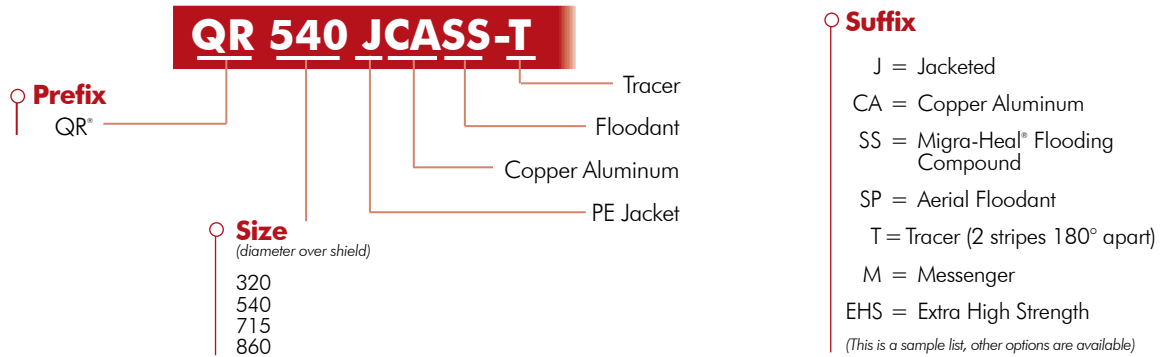 QR 540 JCASS-T
Tracer
Floodant
Copper Aluminum
PE Jacket
Prefix
QR®
Size
(diameter over shield)
320
540
715
860
Suffix
J = Jacketed
CA = Copper Aluminum
SS = Migra-Heal® Flooding
Compound
SP = Aerial Floodant
T = Tracer (2 stripes 180° apart)
M = Messenger
EHS = Extra High Strength
(This is a sample list, other options are available)